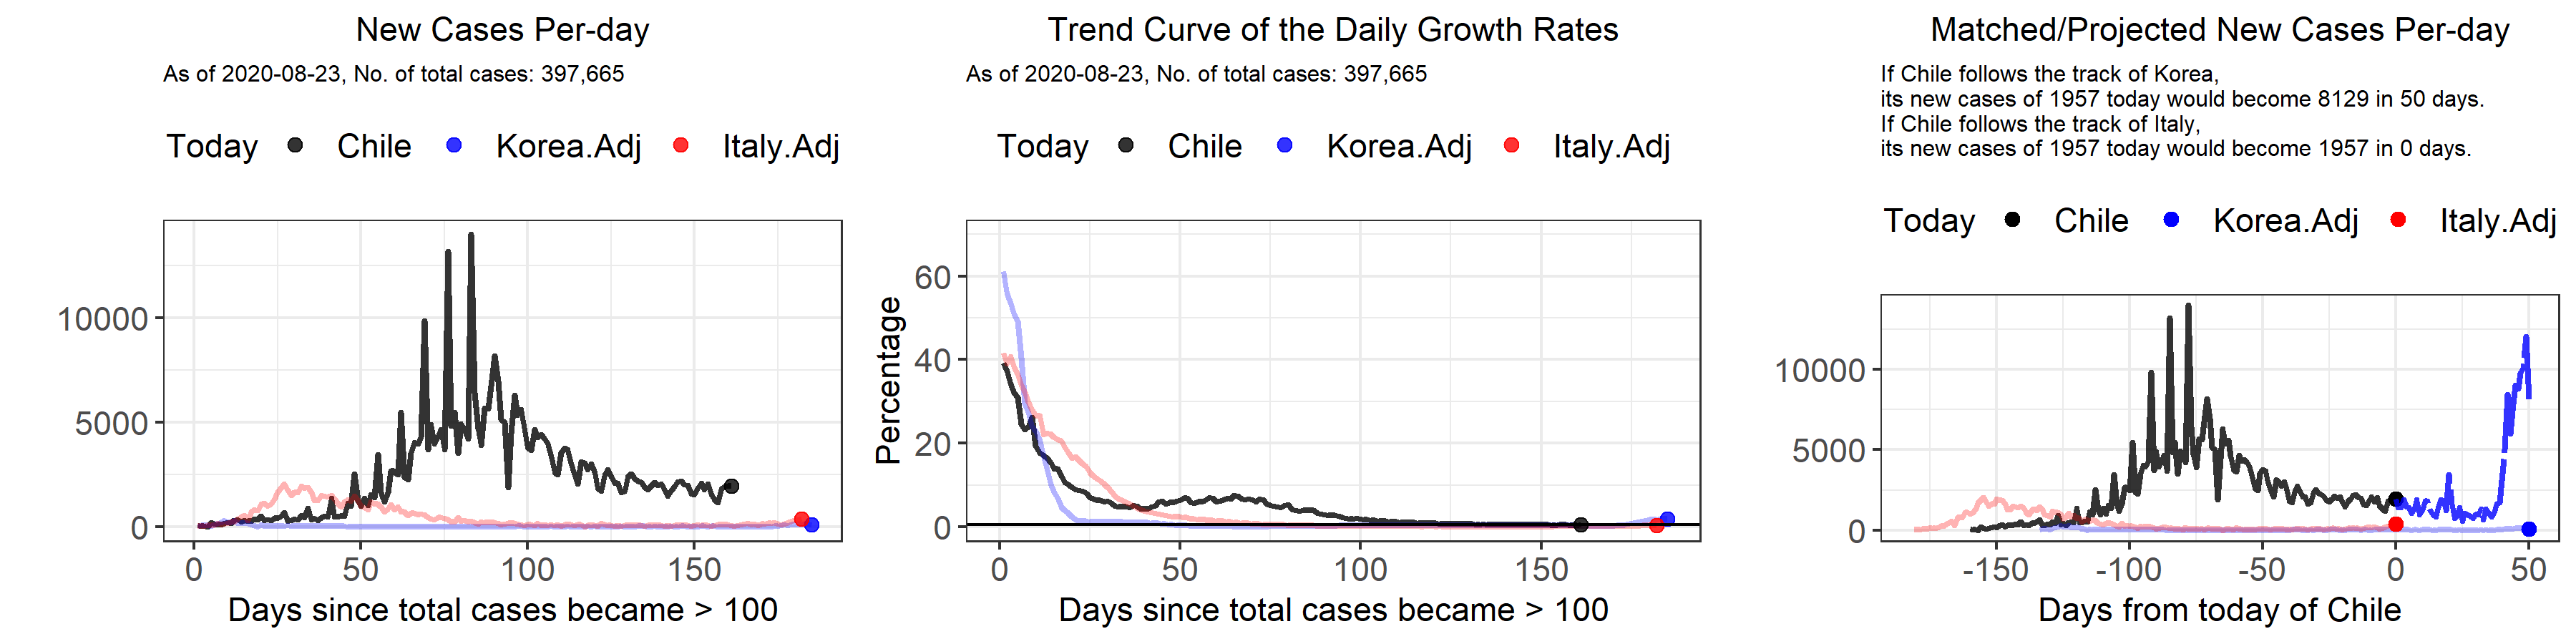 New Cases Per-day
As of 2020-08-23, No. of total cases: 397,665
Today Chile Korea.Adj Italy.Adj
10000
5000
0
0 50 100 150
Days since total cases became > 100
Trend Curve of the Daily Growth Rates
As of 2020-08-23, No. of total cases: 397,665
Today Chile Korea.Adj Italy.Adj
Percentage
60
40
20
0
0 50 100 150
Days since total cases became > 100
Matched/Projected New Cases Per-day
If Chile follows the track of Korea,
its new cases of 1957 today would become 8129 in 50 days.
If Chile follows the track of Italy,
its new cases of 1957 today would become 1957 in 0 days.
Today Chile Korea.Adj Italy.Adj
10000
5000
0
-150 -100 -50 0 50
Days from today of Chile